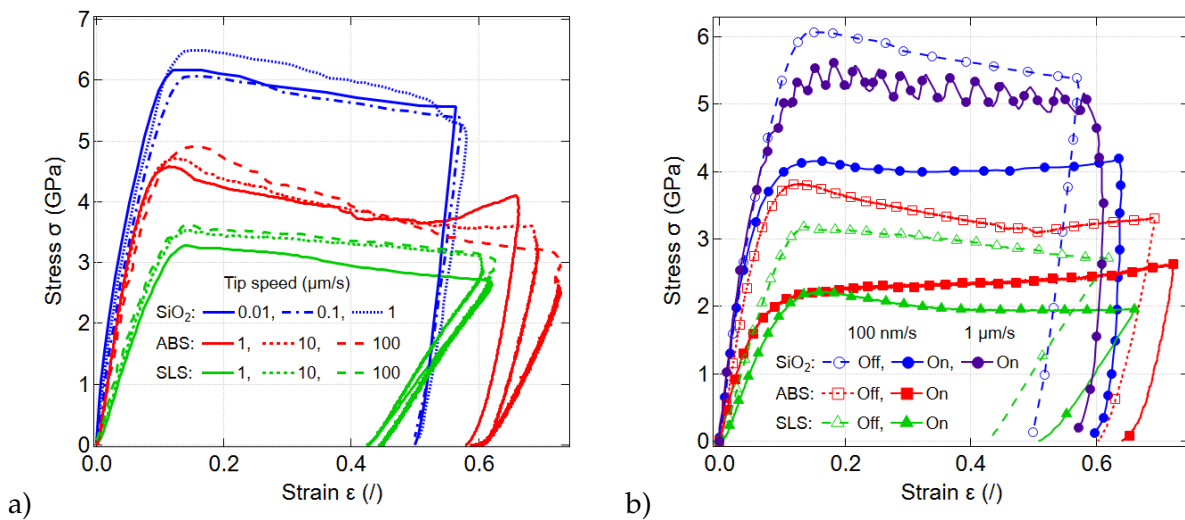 7
6
5
4
3
2
1
0
Stress σ (GPa)
Tip speed (µm/s)
SiO₂: 0.01, 0.1, 1
ABS: 1, 10, 100
SLS: 1, 10, 100
0.0 0.2 0.4 0.6
Strain ε (/)
a)
6
5
4
3
2
1
0
Stress σ (GPa)
100 nm/s 1 µm/s
SiO₂: Off, On, On
ABS: Off, On
SLS: Off, On
0.0 0.2 0.4 0.6
Strain ε (/)
b)